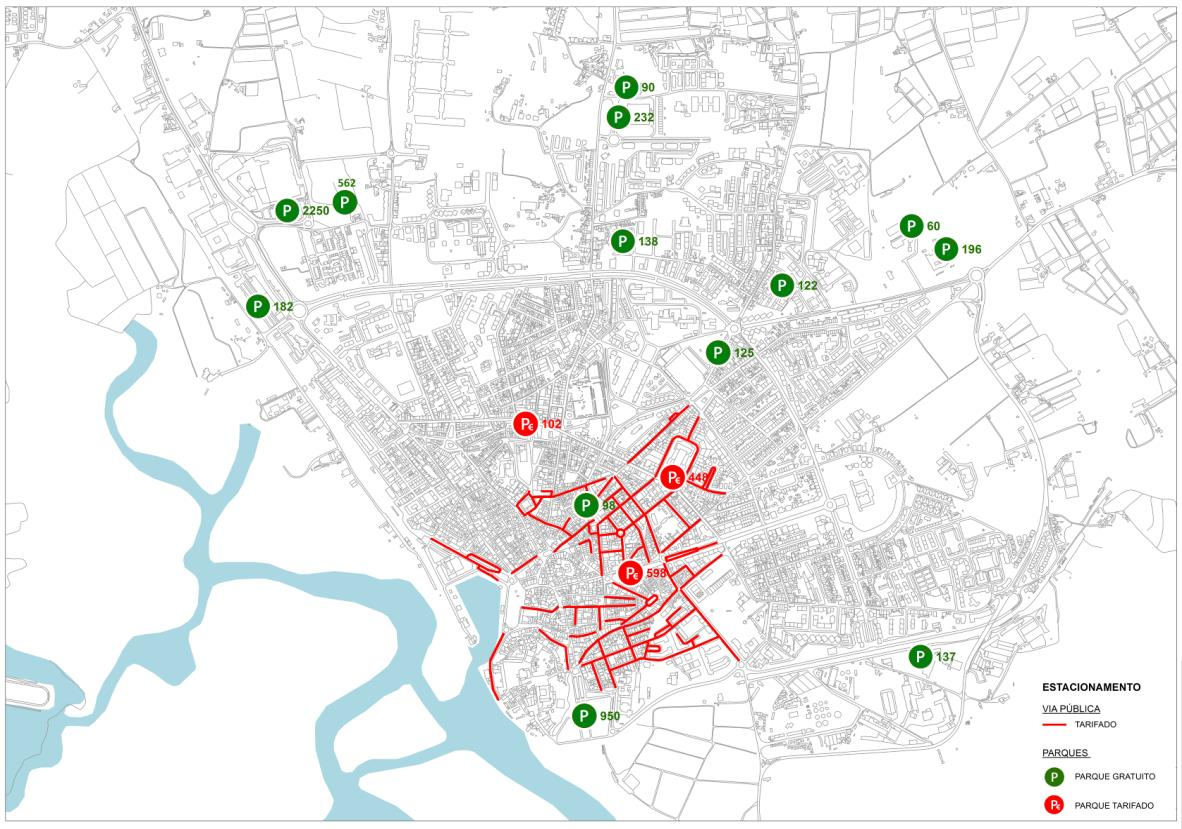 P 90
P 232
562
P 2250
P
P 138
P 60
P 196
P 122
P 182
P 125
P€ 102
P€ 448
P 98
P€ 598
P 137
P 950
ESTACIONAMENTO
VIA PÚBLICA
TARIFADO
PARQUES
P PARQUE GRATUITO
P€ PARQUE TARIFADO